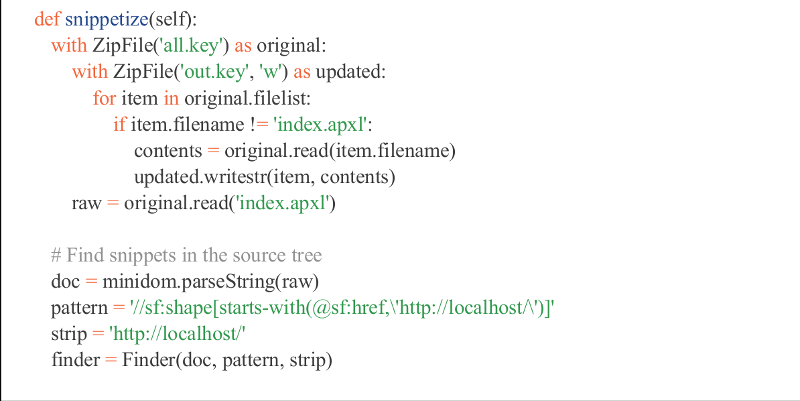 def snippetize(self):
with ZipFile('all.key') as original:
with ZipFile('out.key', 'w') as updated:
for item in original.filelist:
if item.filename != 'index.apxl':
contents = original.read(item.filename)
updated.writestr(item, contents)
raw = original.read('index.apxl')
# Find snippets in the source tree
doc = minidom.parseString(raw)
pattern = '//sf:shape[starts-with(@sf:href,\'http://localhost/\')]'
strip = 'http://localhost/'
finder = Finder(doc, pattern, strip)